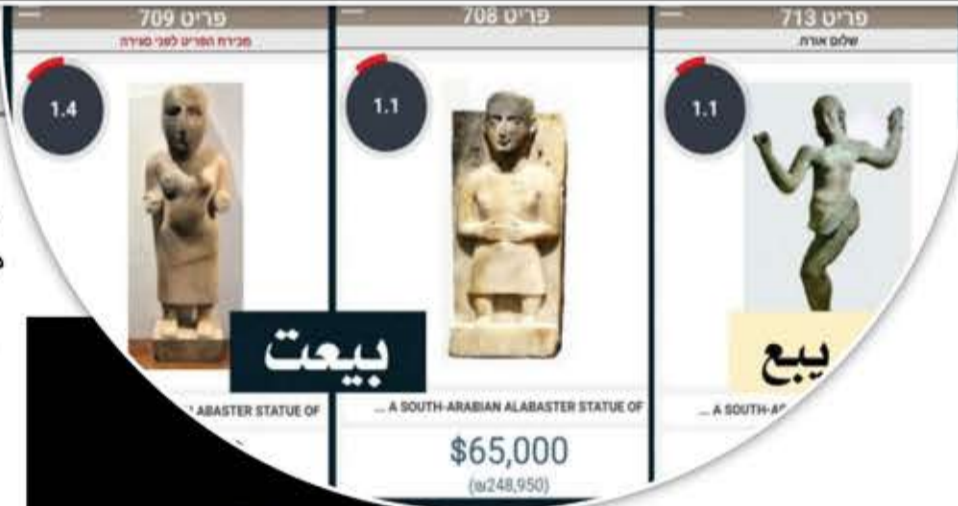 פריט 713
שלום אורח
1.1
بيع
... A SOUTH-A
פריט 708
1.1
... A SOUTH-ARABIAN ALABASTER STATUE OF
$65,000
(₪248,950)
פריט 709
מכירת הפריט לפני סגירה
1.4
بيعت
ABASTER STATUE OF